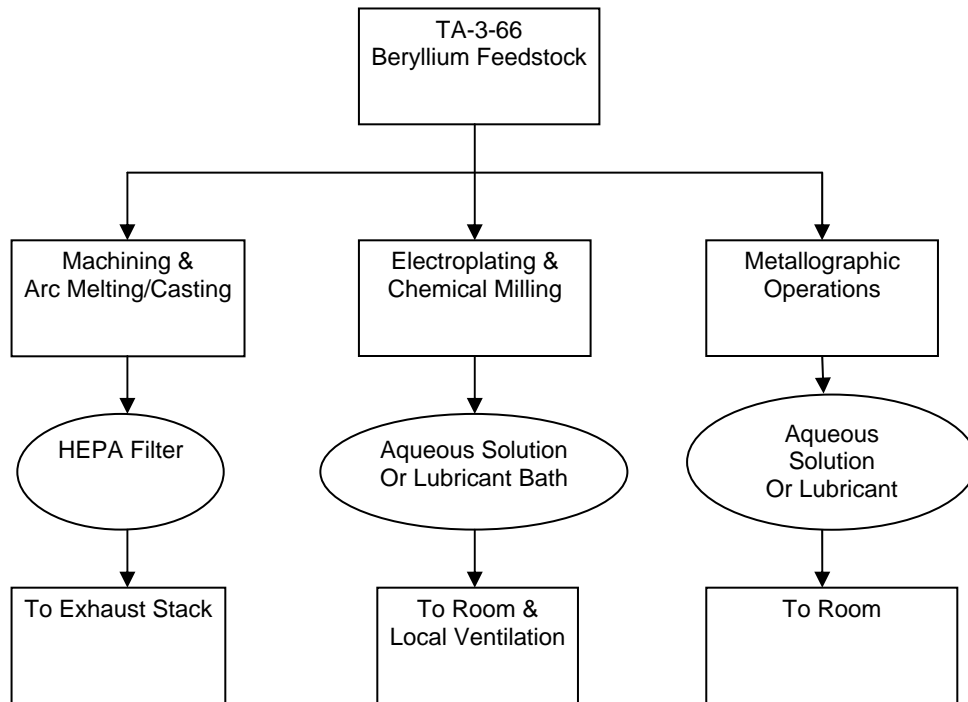 TA-3-66
Beryllium Feedstock
Machining &
Arc Melting/Casting
Electroplating &
Chemical Milling
Metallographic
Operations
HEPA Filter
Aqueous Solution
Or Lubricant Bath
Aqueous
Solution
Or Lubricant
To Exhaust Stack
To Room &
Local Ventilation
To Room